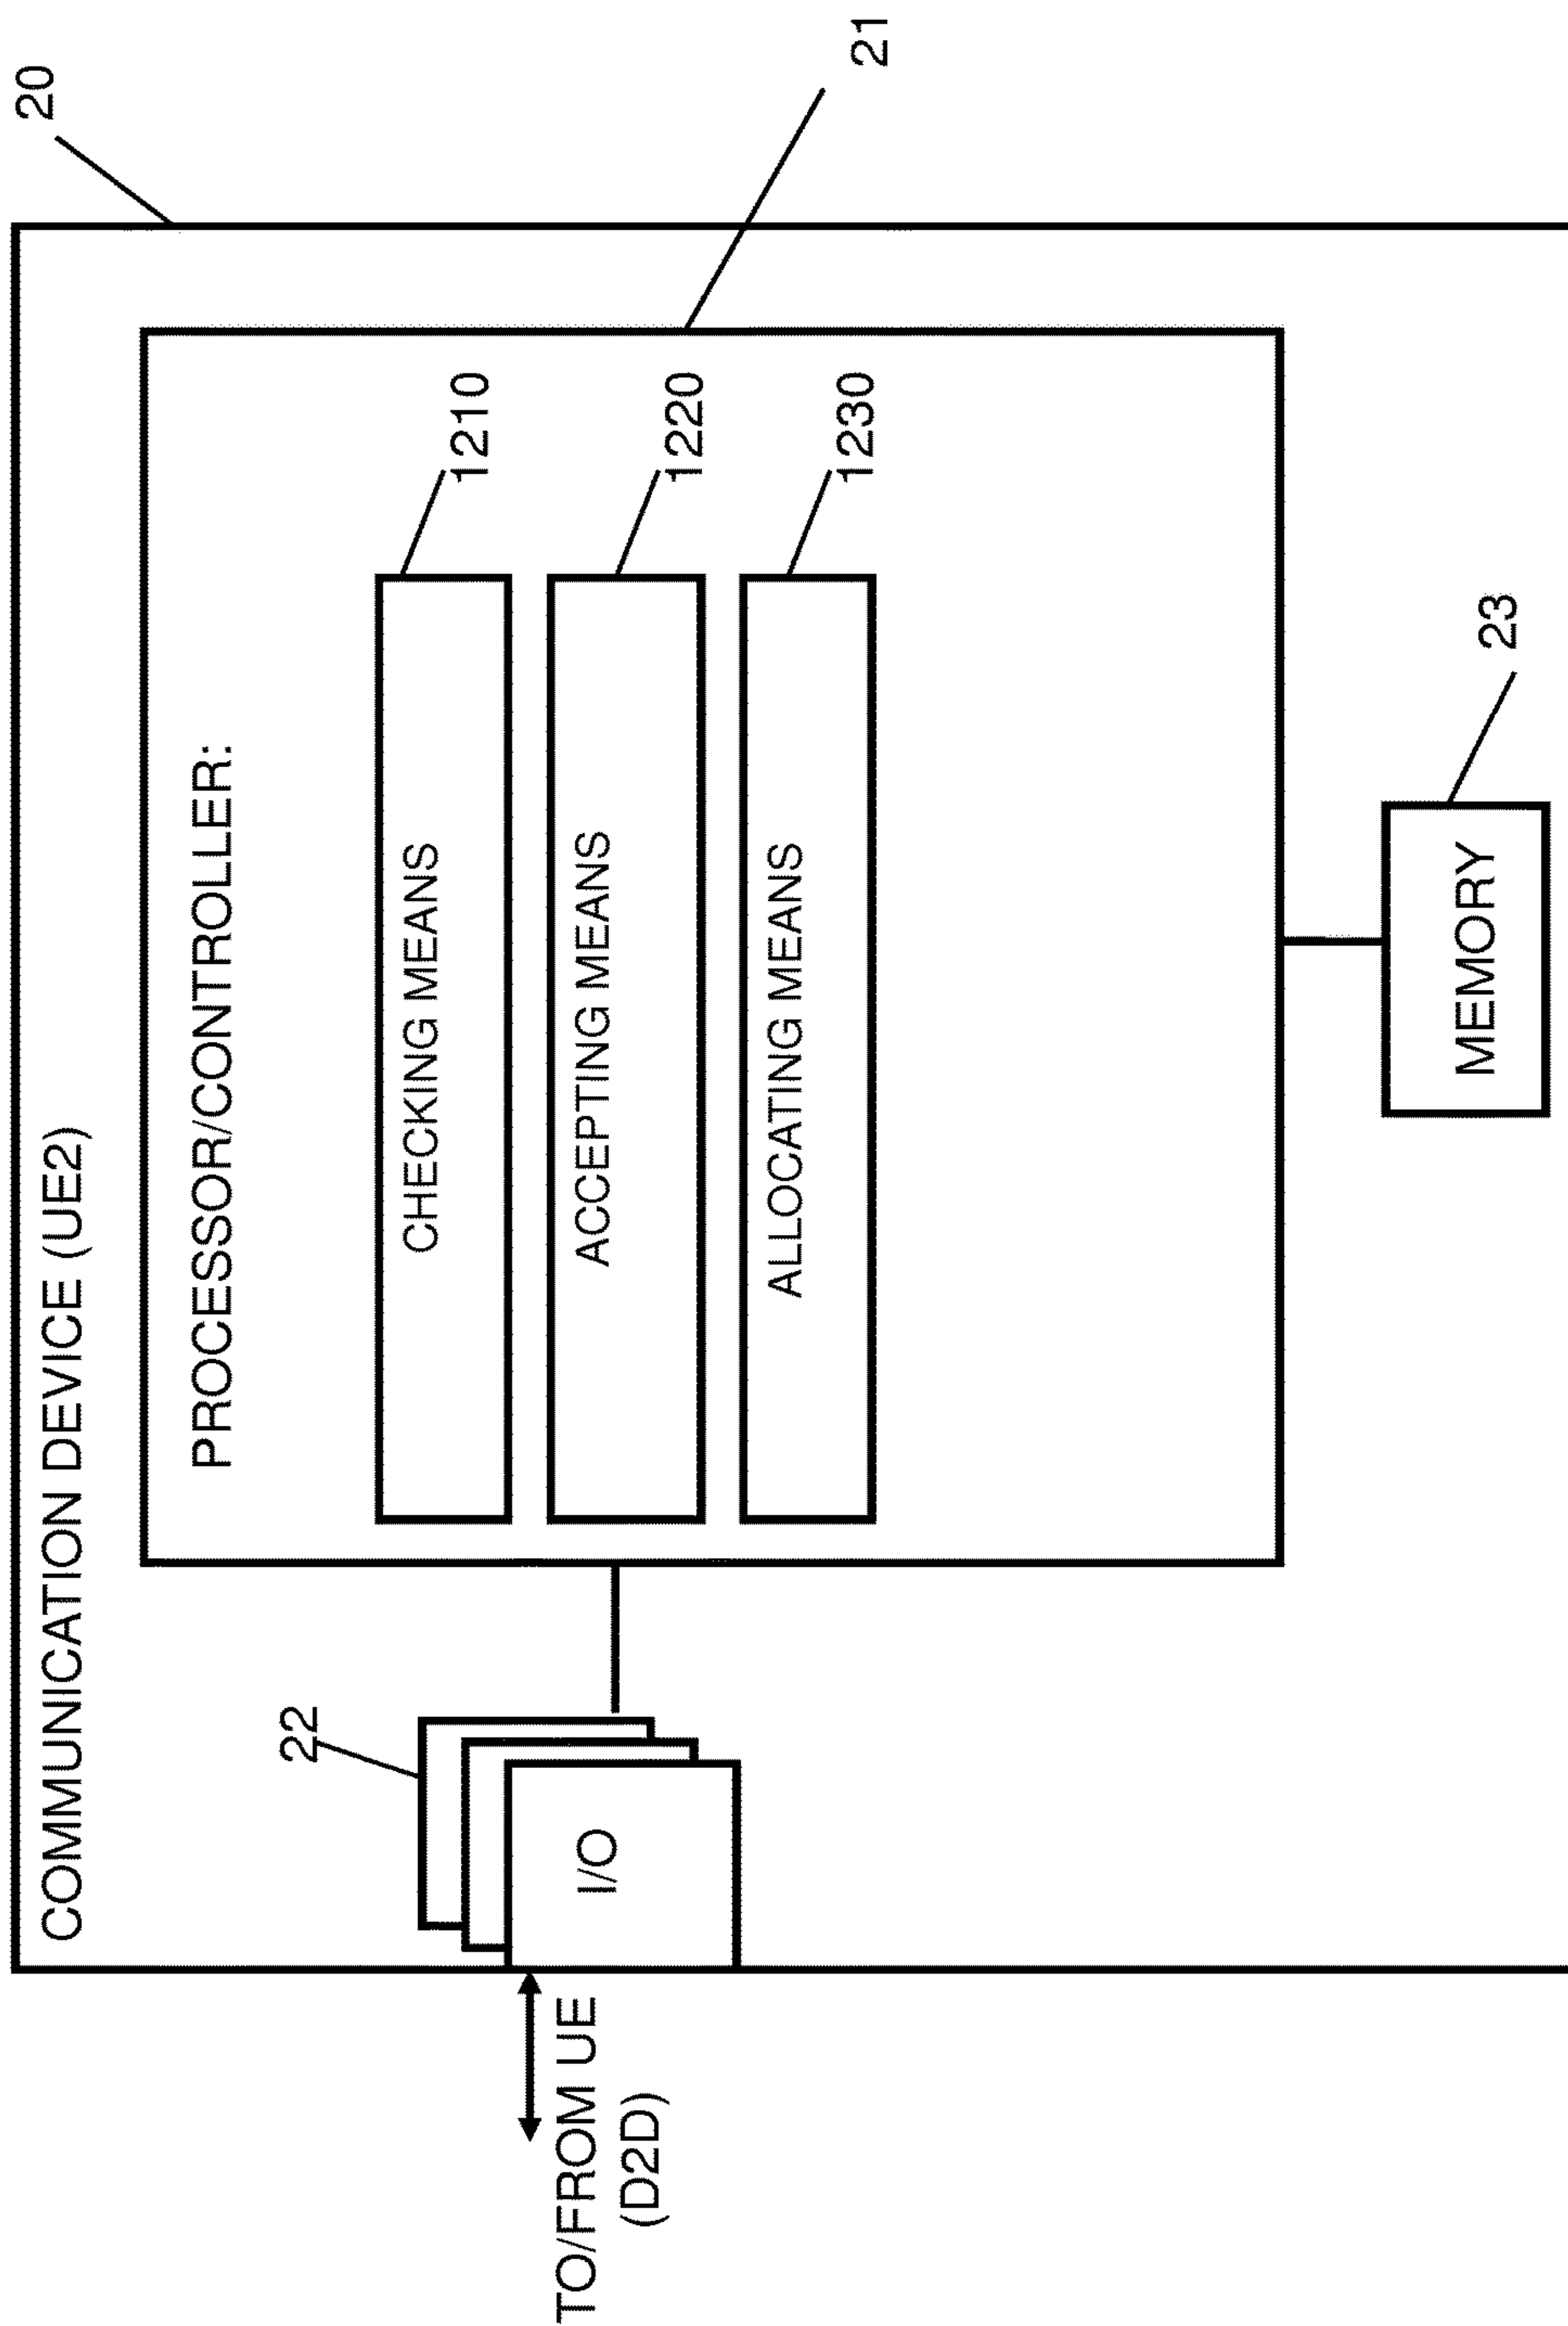 20
COMMUNICATION DEVICE (UE2)
21
PROCESSOR/CONTROLLER:
22
1210
CHECKING MEANS
I/O
TO/FROM UE
(D2D)
1220
ACCEPTING MEANS
1230
ALLOCATING MEANS
23
MEMORY